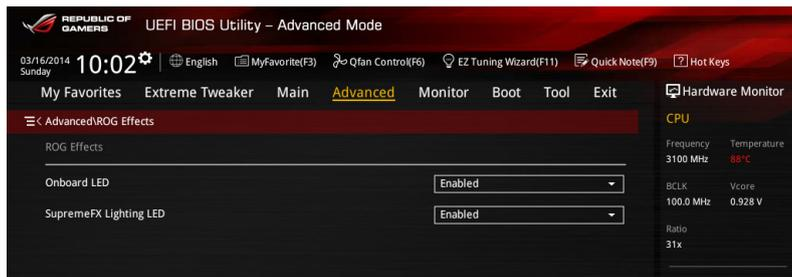 REPUBLIC OF
GAMERS
UEFI BIOS Utility – Advanced Mode
03/16/2014
Sunday
10:02
English
MyFavorite(F3)
Qfan Control(F6)
EZ Tuning Wizard(F11)
Quick Note(F9)
? Hot Keys
My Favorites Extreme Tweaker Main Advanced Monitor Boot Tool Exit
Hardware Monitor
< Advanced\ROG Effects
ROG Effects
Onboard LED Enabled
SupremeFX Lighting LED Enabled
CPU
Frequency Temperature
3100 MHz 88°C
BCLK Vcore
100.0 MHz 0.928 V
Ratio
31x